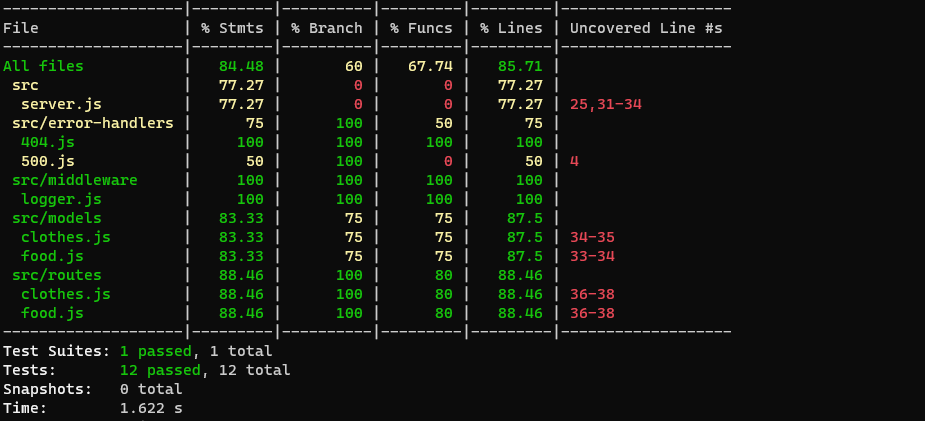 --------------------|---------|----------|---------|---------|-------------------
File                | % Stmts | % Branch | % Funcs | % Lines | Uncovered Line #s
--------------------|---------|----------|---------|---------|-------------------
All files           |   84.48 |       60 |   67.74 |   85.71 |
 src                |   77.27 |        0 |       0 |   77.27 |
  server.js         |   77.27 |        0 |       0 |   77.27 | 25,31-34
 src/error-handlers |      75 |      100 |      50 |      75 |
  404.js            |     100 |      100 |     100 |     100 |
  500.js            |      50 |      100 |       0 |      50 | 4
 src/middleware     |     100 |      100 |     100 |     100 |
  logger.js         |     100 |      100 |     100 |     100 |
 src/models         |   83.33 |       75 |      75 |    87.5 |
  clothes.js        |   83.33 |       75 |      75 |    87.5 | 34-35
  food.js           |   83.33 |       75 |      75 |    87.5 | 33-34
 src/routes         |   88.46 |      100 |      80 |   88.46 |
  clothes.js        |   88.46 |      100 |      80 |   88.46 | 36-38
  food.js           |   88.46 |      100 |      80 |   88.46 | 36-38
--------------------|---------|----------|---------|---------|-------------------
Test Suites: 1 passed, 1 total
Tests:       12 passed, 12 total
Snapshots:   0 total
Time:        1.622 s